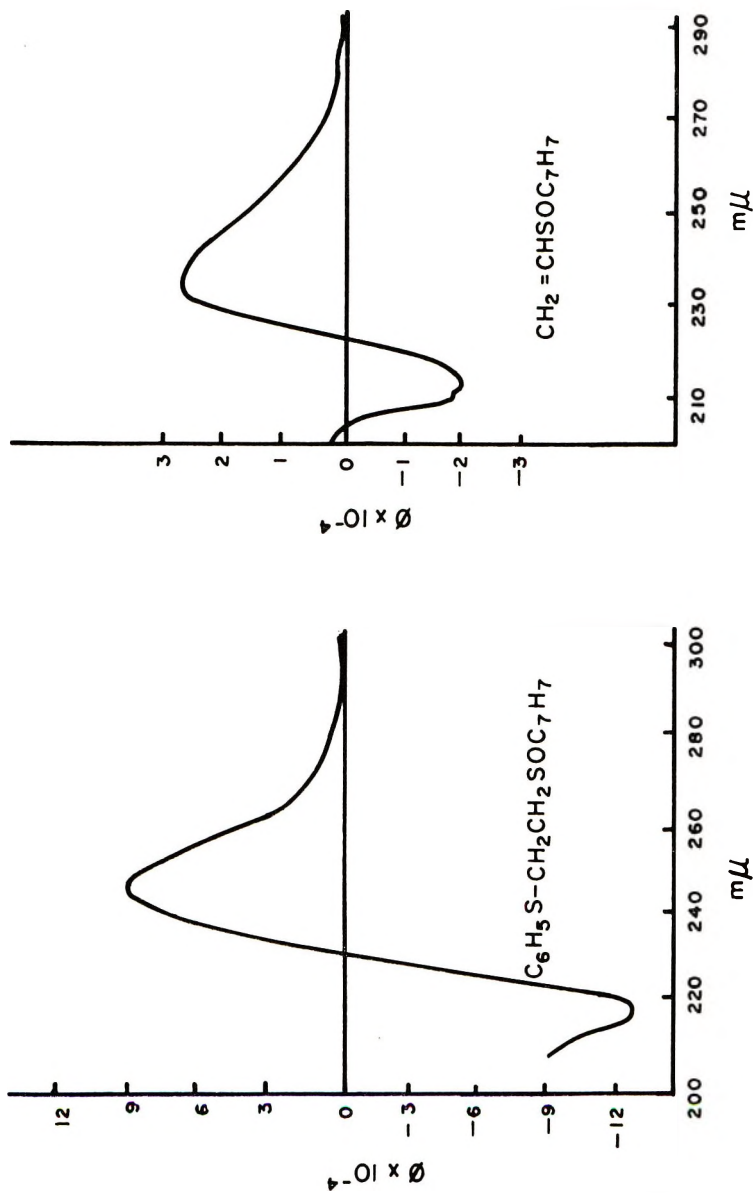 12
9
6
3
0
−3
−6
−9
−12
Ø x 10⁻⁴
C₆H₅S−CH₂CH₂SOC₇H₇
200 220 240 260 280 300
mμ
3
2
1
0
−1
−2
−3
Ø x 10⁻⁴
CH₂=CHSOC₇H₇
210 230 250 270 290
mμ